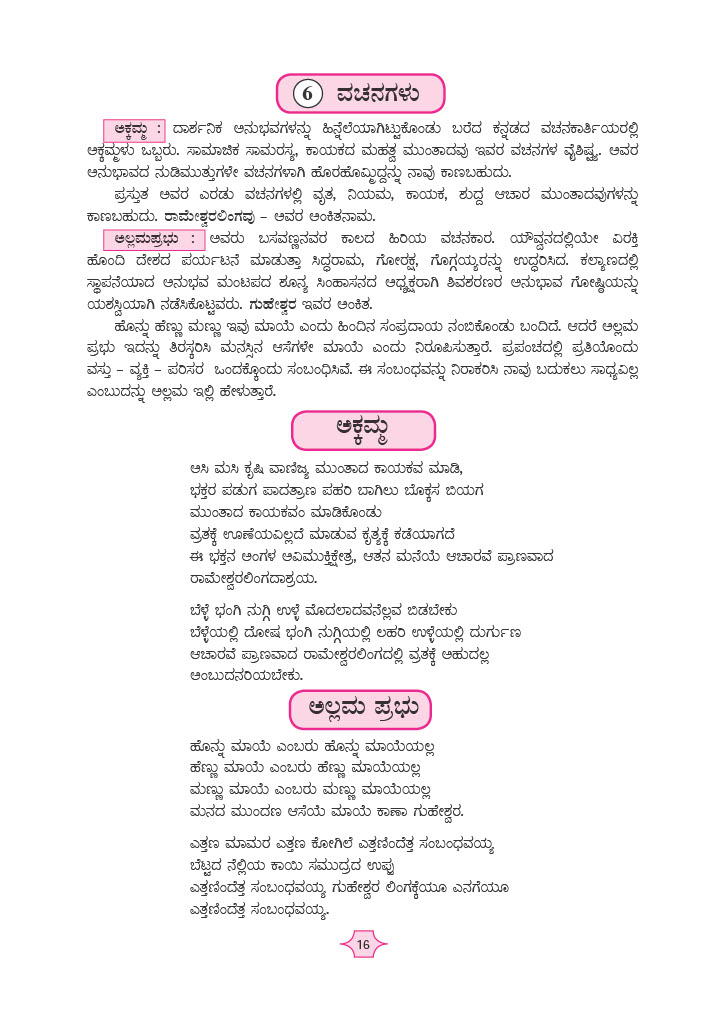 6 ವಚನಗಳು
ಅಕ್ಕಮ್ಮ : ದಾರ್ಶನಿಕ ಅನುಭವಗಳನ್ನು ಹಿನ್ನೆಲೆಯಾಗಿಟ್ಟುಕೊಂಡು ಬರೆದ ಕನ್ನಡದ ವಚನಕಾರ್ತಿಯರಲ್ಲಿ
ಅಕ್ಕಮ್ಮಳು ಒಬ್ಬರು. ಸಾಮಾಜಿಕ ಸಾಮರಸ್ಯ, ಕಾಯಕದ ಮಹತ್ವ ಮುಂತಾದವು ಇವರ ವಚನಗಳ ವೈಶಿಷ್ಟ್ಯ. ಅವರ
ಅನುಭಾವದ ನುಡಿಮುತ್ತುಗಳೇ ವಚನಗಳಾಗಿ ಹೊರಹೊಮ್ಮಿದ್ದನ್ನು ನಾವು ಕಾಣಬಹುದು.
ಪ್ರಸ್ತುತ ಅವರ ಎರಡು ವಚನಗಳಲ್ಲಿ ವೃತ, ನಿಯಮ, ಕಾಯಕ, ಶುದ್ದ ಆಚಾರ ಮುಂತಾದವುಗಳನ್ನು
ಕಾಣಬಹುದು. ರಾಮೇಶ್ವರಲಿಂಗವು – ಅವರ ಅಂಕಿತನಾಮ.
ಅಲ್ಲಮಪ್ರಭು : ಅವರು ಬಸವಣ್ಣನವರ ಕಾಲದ ಹಿರಿಯ ವಚನಕಾರ. ಯೌವ್ವನದಲ್ಲಿಯೇ ವಿರಕ್ತಿ
ಹೊಂದಿ ದೇಶದ ಪರ್ಯಟನೆ ಮಾಡುತ್ತಾ ಸಿದ್ಧರಾಮ, ಗೋರಕ್ಷ, ಗೊಗ್ಗಯ್ಯರನ್ನು ಉದ್ಧರಿಸಿದ. ಕಲ್ಯಾಣದಲ್ಲಿ
ಸ್ಥಾಪನೆಯಾದ ಅನುಭವ ಮಂಟಪದ ಶೂನ್ಯ ಸಿಂಹಾಸನದ ಅಧ್ಯಕ್ಷರಾಗಿ ಶಿವಶರಣರ ಅನುಭಾವ ಗೋಷ್ಠಿಯನ್ನು
ಯಶಸ್ವಿಯಾಗಿ ನಡೆಸಿಕೊಟ್ಟವರು. ಗುಹೇಶ್ವರ ಇವರ ಅಂಕಿತ.
ಹೊನ್ನು ಹೆಣ್ಣು ಮಣ್ಣು ಇವು ಮಾಯೆ ಎಂದು ಹಿಂದಿನ ಸಂಪ್ರದಾಯ ನಂಬಿಕೊಂಡು ಬಂದಿದೆ. ಆದರೆ ಅಲ್ಲಮ
ಪ್ರಭು ಇದನ್ನು ತಿರಸ್ಕರಿಸಿ ಮನಸ್ಸಿನ ಆಸೆಗಳೇ ಮಾಯೆ ಎಂದು ನಿರೂಪಿಸುತ್ತಾರೆ. ಪ್ರಪಂಚದಲ್ಲಿ ಪ್ರತಿಯೊಂದು
ವಸ್ತು – ವ್ಯಕ್ತಿ – ಪರಿಸರ ಒಂದಕ್ಕೊಂದು ಸಂಬಂಧಿಸಿವೆ. ಈ ಸಂಬಂಧವನ್ನು ನಿರಾಕರಿಸಿ ನಾವು ಬದುಕಲು ಸಾಧ್ಯವಿಲ್ಲ
ಎಂಬುದನ್ನು ಅಲ್ಲಮ ಇಲ್ಲಿ ಹೇಳುತ್ತಾರೆ.
ಅಕ್ಕಮ್ಮ
ಅಸಿ ಮಸಿ ಕೃಷಿ ವಾಣಿಜ್ಯ ಮುಂತಾದ ಕಾಯಕವ ಮಾಡಿ,
ಭಕ್ತರ ಪಡುಗ ಪಾದತ್ರಾಣ ಪಹರಿ ಬಾಗಿಲು ಬೊಕ್ಕಸ ಬಿಯಗ
ಮುಂತಾದ ಕಾಯಕವಂ ಮಾಡಿಕೊಂಡು
ವ್ರತಕ್ಕೆ ಊಣೆಯವಿಲ್ಲದೆ ಮಾಡುವ ಕೃತ್ಯಕ್ಕೆ ಕಡೆಯಾಗದೆ
ಈ ಭಕ್ತನ ಅಂಗಳ ಅವಿಮುಕ್ತಿಕ್ಷೇತ್ರ, ಆತನ ಮನೆಯೆ ಆಚಾರವೆ ಪ್ರಾಣವಾದ
ರಾಮೇಶ್ವರಲಿಂಗದಾಶ್ರಯ.
ಬೆಳ್ಳೆ ಭಂಗಿ ನುಗ್ಗಿ ಉಳ್ಳೆ ಮೊದಲಾದವನೆಲ್ಲವ ಬಿಡಬೇಕು
ಬೆಳ್ಳೆಯಲ್ಲಿ ದೋಷ ಭಂಗಿ ನುಗ್ಗಿಯಲ್ಲಿ ಲಹರಿ ಉಳ್ಳೆಯಲ್ಲಿ ದುರ್ಗುಣ
ಆಚಾರವೆ ಪ್ರಾಣವಾದ ರಾಮೇಶ್ವರಲಿಂಗದಲ್ಲಿ ವ್ರತಕ್ಕೆ ಅಹುದಲ್ಲ
ಅಂಬುದನರಿಯಬೇಕು.
ಅಲ್ಲಮ ಪ್ರಭು
ಹೊನ್ನು ಮಾಯೆ ಎಂಬರು ಹೊನ್ನು ಮಾಯೆಯಲ್ಲ
ಹೆಣ್ಣು ಮಾಯೆ ಎಂಬರು ಹೆಣ್ಣು ಮಾಯೆಯಲ್ಲ
ಮಣ್ಣು ಮಾಯೆ ಎಂಬರು ಮಣ್ಣು ಮಾಯೆಯಲ್ಲ
ಮನದ ಮುಂದಣ ಆಸೆಯೆ ಮಾಯೆ ಕಾಣಾ ಗುಹೇಶ್ವರ.
ಎತ್ತಣ ಮಾಮರ ಎತ್ತಣ ಕೋಗಿಲೆ ಎತ್ತಣಿಂದೆತ್ತ ಸಂಬಂಧವಯ್ಯ
ಬೆಟ್ಟದ ನೆಲ್ಲಿಯ ಕಾಯಿ ಸಮುದ್ರದ ಉಪ್ಪು
ಎತ್ತಣಿಂದೆತ್ತ ಸಂಬಂಧವಯ್ಯ ಗುಹೇಶ್ವರ ಲಿಂಗಕ್ಕೆಯೂ ಎನಗೆಯೂ
ಎತ್ತಣಿಂದೆತ್ತ ಸಂಬಂಧವಯ್ಯ.
16